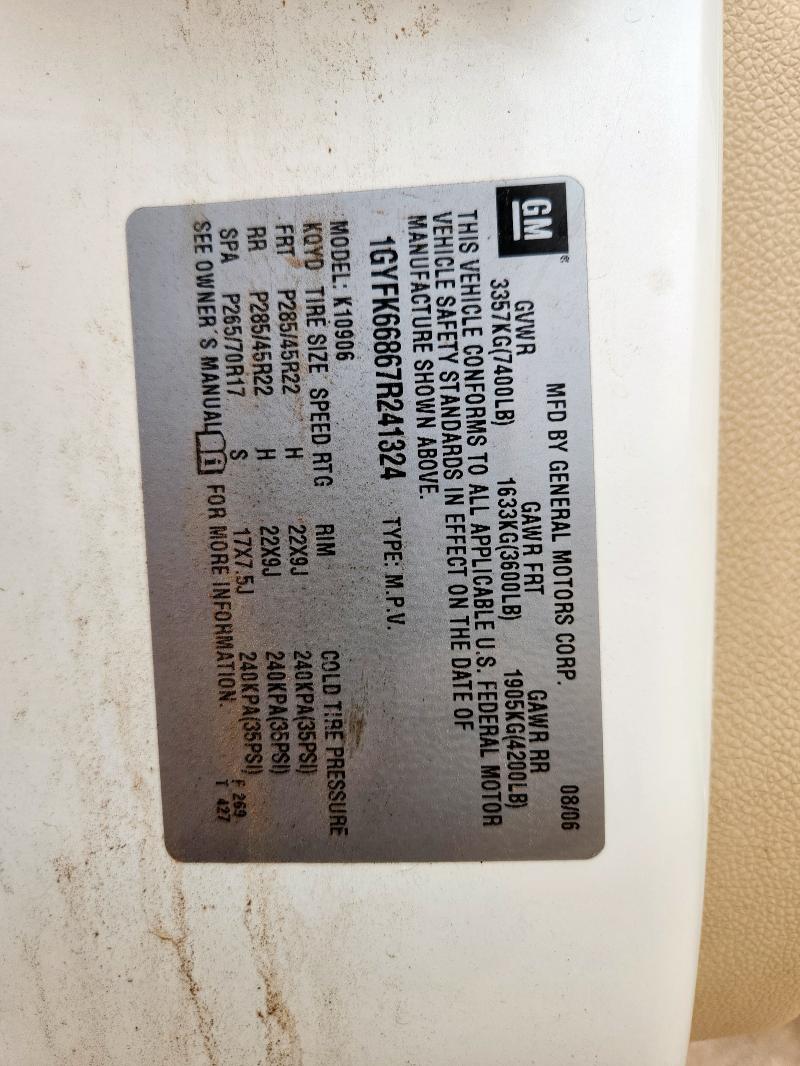 GM®
MFD BY GENERAL MOTORS CORP. 08/06
GVWR GAWR FRT GAWR RR
3357KG(7400LB) 1633KG(3600LB) 1905KG(4200LB)
THIS VEHICLE CONFORMS TO ALL APPLICABLE U.S. FEDERAL MOTOR
VEHICLE SAFETY STANDARDS IN EFFECT ON THE DATE OF
MANUFACTURE SHOWN ABOVE.
1GYFK66867R241324 TYPE: M.P.V.
MODEL: K10906
KQYD TIRE SIZE SPEED RTG RIM COLD TIRE PRESSURE
FRT P285/45R22 H 22X9J 240KPA(35PSI)
RR P285/45R22 H 22X9J 240KPA(35PSI)
SPA P265/70R17 S 17X7.5J 240KPA(35PSI)
SEE OWNER'S MANUAL i FOR MORE INFORMATION.
F 269
T 427